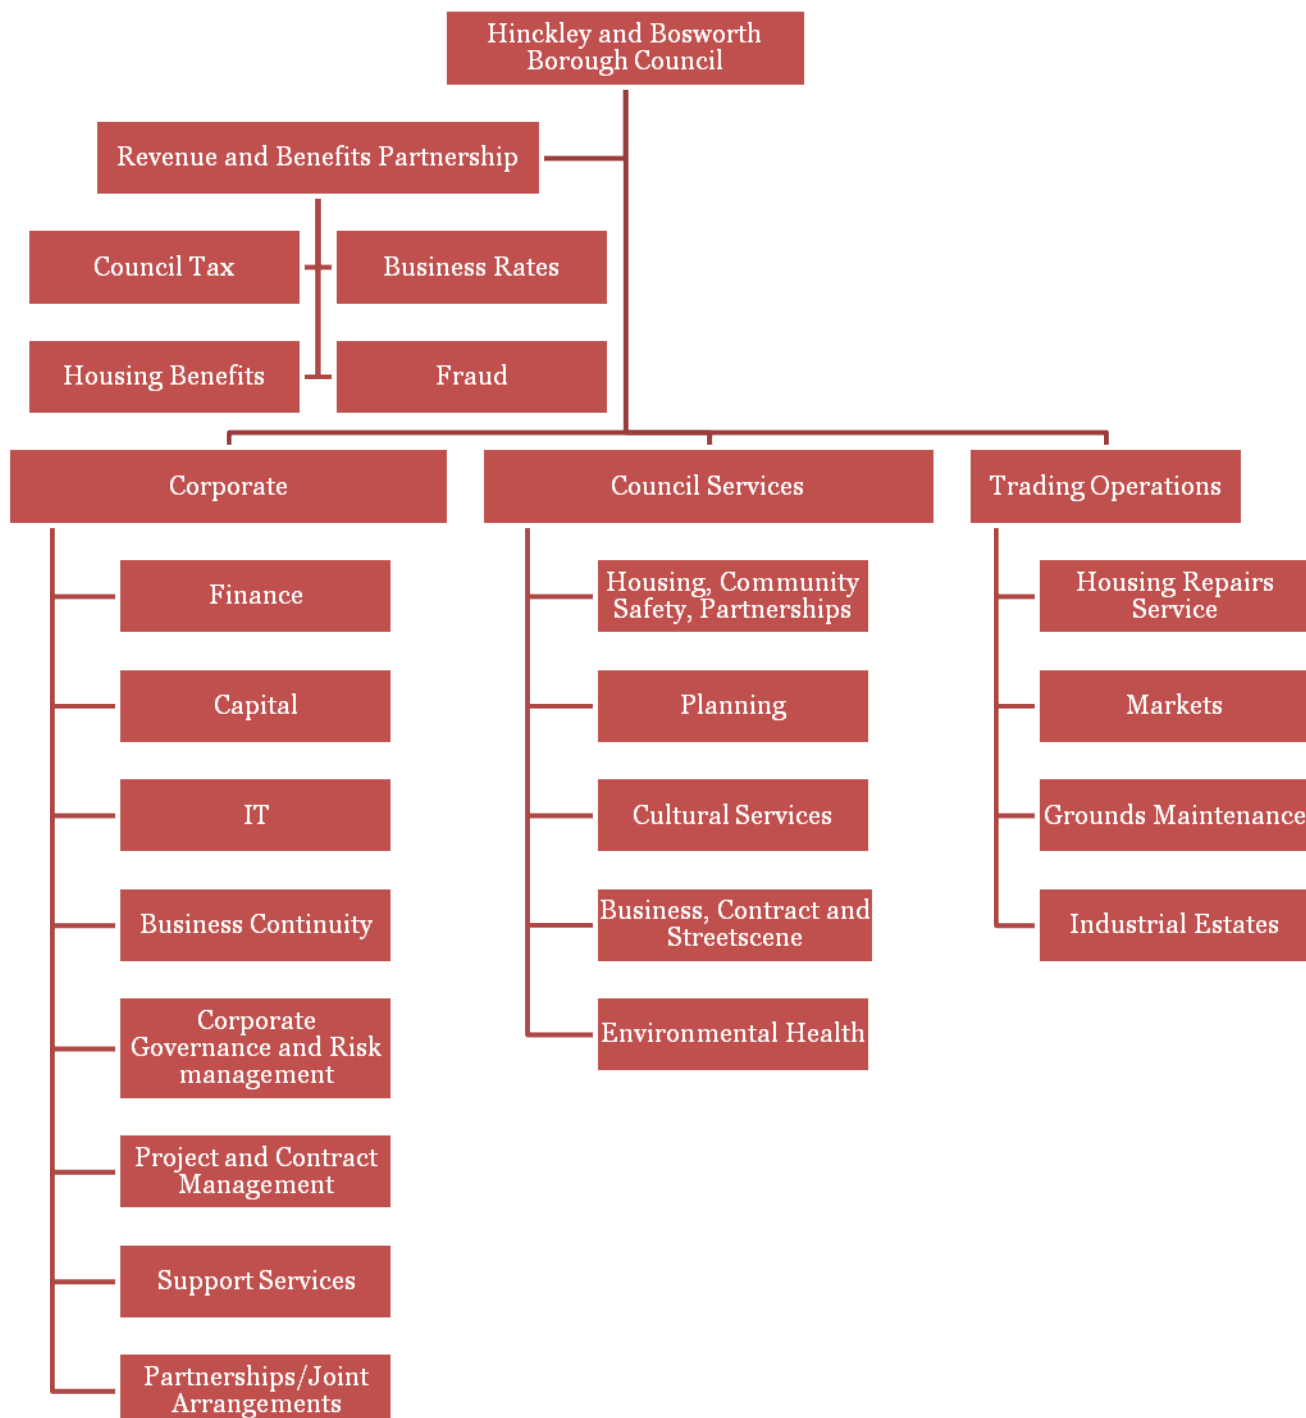 Hinckley and Bosworth
Borough Council
Revenue and Benefits Partnership
Council Tax
Business Rates
Housing Benefits
Fraud
Corporate
Finance
Capital
IT
Business Continuity
Corporate
Governance and Risk
management
Project and Contract
Management
Support Services
Partnerships/Joint
Arrangements
Council Services
Housing, Community
Safety, Partnerships
Planning
Cultural Services
Business, Contract and
Streetscene
Environmental Health
Trading Operations
Housing Repairs
Service
Markets
Grounds Maintenance
Industrial Estates